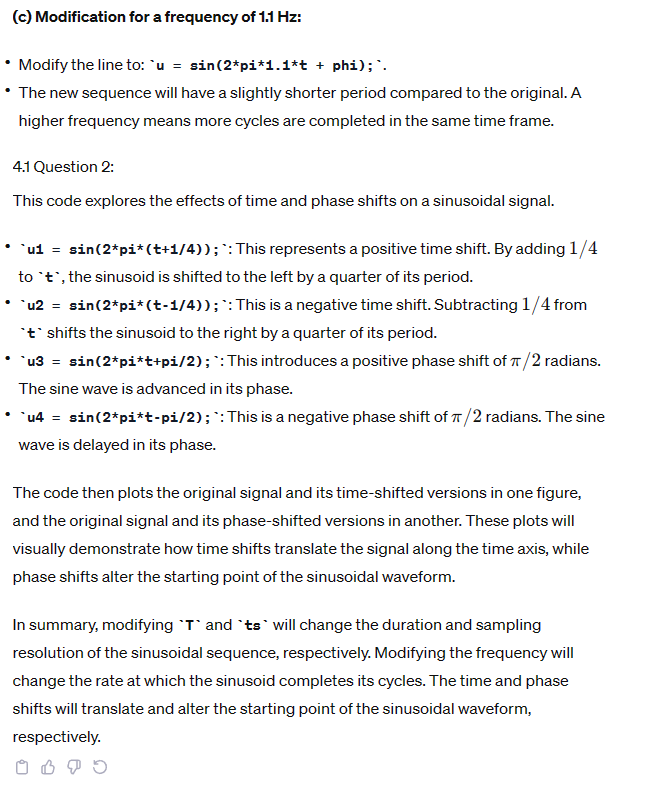 (c) Modification for a frequency of 1.1 Hz:
• Modify the line to: `u = sin(2*pi*1.1*t + phi);`.
• The new sequence will have a slightly shorter period compared to the original. A
higher frequency means more cycles are completed in the same time frame.
4.1 Question 2:
This code explores the effects of time and phase shifts on a sinusoidal signal.
• `u1 = sin(2*pi*(t+1/4));`: This represents a positive time shift. By adding 1/4
to `t`, the sinusoid is shifted to the left by a quarter of its period.
• `u2 = sin(2*pi*(t-1/4));`: This is a negative time shift. Subtracting 1/4 from
`t` shifts the sinusoid to the right by a quarter of its period.
• `u3 = sin(2*pi*t+pi/2);`: This introduces a positive phase shift of π/2 radians.
The sine wave is advanced in its phase.
• `u4 = sin(2*pi*t-pi/2);`: This is a negative phase shift of π/2 radians. The sine
wave is delayed in its phase.
The code then plots the original signal and its time-shifted versions in one figure,
and the original signal and its phase-shifted versions in another. These plots will
visually demonstrate how time shifts translate the signal along the time axis, while
phase shifts alter the starting point of the sinusoidal waveform.
In summary, modifying `T` and `ts` will change the duration and sampling
resolution of the sinusoidal sequence, respectively. Modifying the frequency will
change the rate at which the sinusoid completes its cycles. The time and phase
shifts will translate and alter the starting point of the sinusoidal waveform,
respectively.